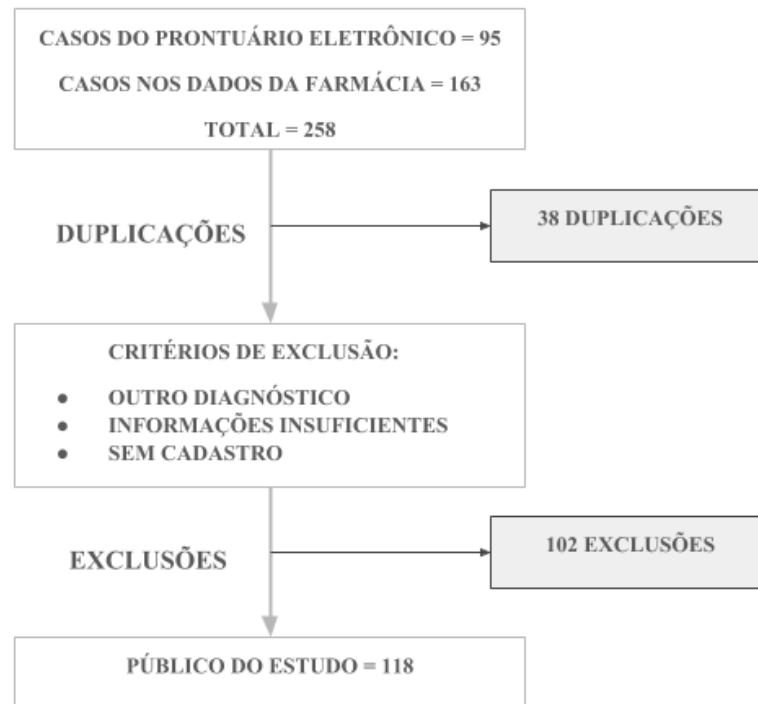 CASOS DO PRONTUÁRIO ELETRÔNICO = 95
CASOS NOS DADOS DA FARMÁCIA = 163
TOTAL = 258
DUPLICAÇÕES
38 DUPLICAÇÕES
CRITÉRIOS DE EXCLUSÃO:
● OUTRO DIAGNÓSTICO
● INFORMAÇÕES INSUFICIENTES
● SEM CADASTRO
EXCLUSÕES
102 EXCLUSÕES
PÚBLICO DO ESTUDO = 118